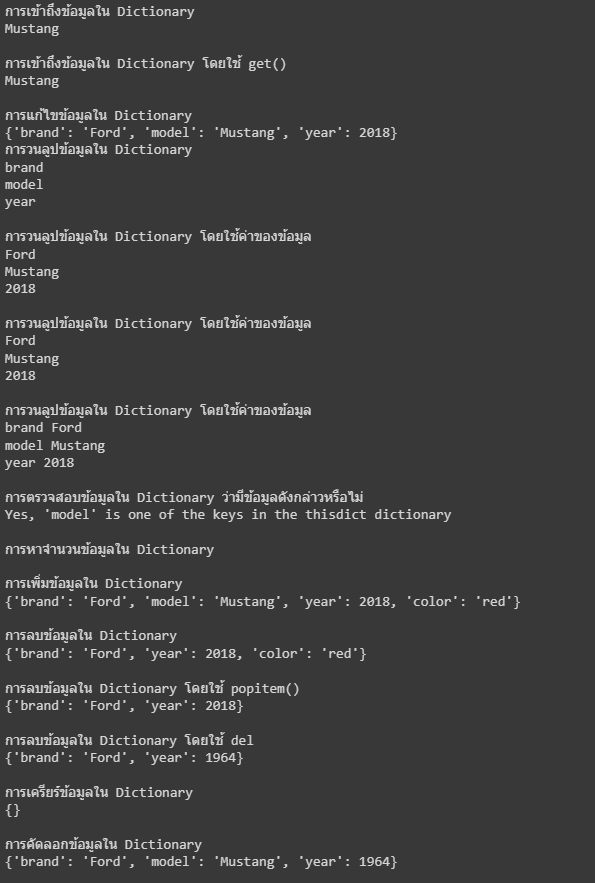 การเข้าถึงข้อมูลใน Dictionary
Mustang
การเข้าถึงข้อมูลใน Dictionary โดยใช้ get()
Mustang
การแก้ไขข้อมูลใน Dictionary
{'brand': 'Ford', 'model': 'Mustang', 'year': 2018}
การวนลูปข้อมูลใน Dictionary
brand
model
year
การวนลูปข้อมูลใน Dictionary โดยใช้ค่าของข้อมูล
Ford
Mustang
2018
การวนลูปข้อมูลใน Dictionary โดยใช้ค่าของข้อมูล
Ford
Mustang
2018
การวนลูปข้อมูลใน Dictionary โดยใช้ค่าของข้อมูล
brand Ford
model Mustang
year 2018
การตรวจสอบข้อมูลใน Dictionary ว่ามีข้อมูลดังกล่าวหรือไม่
Yes, 'model' is one of the keys in the thisdict dictionary
การหาจำนวนข้อมูลใน Dictionary
การเพิ่มข้อมูลใน Dictionary
{'brand': 'Ford', 'model': 'Mustang', 'year': 2018, 'color': 'red'}
การลบข้อมูลใน Dictionary
{'brand': 'Ford', 'year': 2018, 'color': 'red'}
การลบข้อมูลใน Dictionary โดยใช้ popitem()
{'brand': 'Ford', 'year': 2018}
การลบข้อมูลใน Dictionary โดยใช้ del
{'brand': 'Ford', 'year': 1964}
การเครียร์ข้อมูลใน Dictionary
{}
การคัดลอกข้อมูลใน Dictionary
{'brand': 'Ford', 'model': 'Mustang', 'year': 1964}